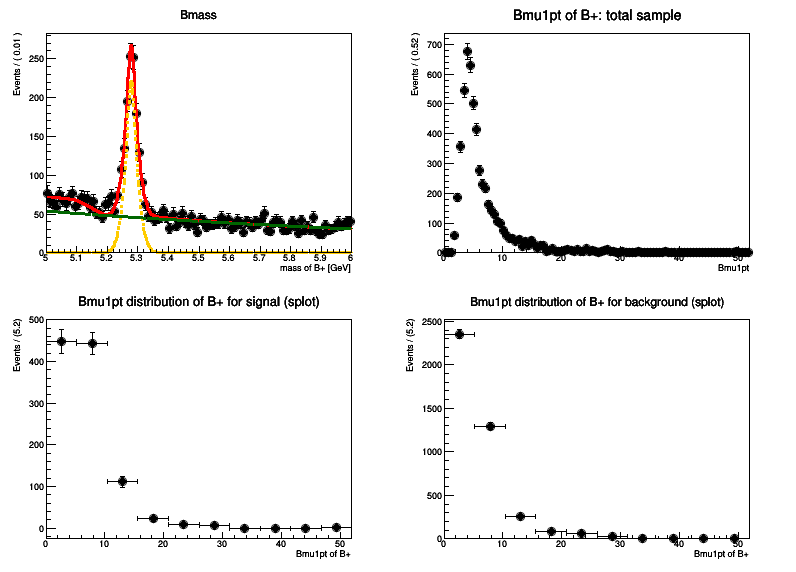 Bmass
Events / ( 0.01 )
250
200
150
100
50
0
5 5.1 5.2 5.3 5.4 5.5 5.6 5.7 5.8 5.9 6
mass of B+ [GeV]
Bmu1pt of B+: total sample
Events / ( 0.52 )
700
600
500
400
300
200
100
0
0 10 20 30 40 50
Bmu1pt
Bmu1pt distribution of B+ for signal (splot)
Events / (5.2)
500
400
300
200
100
0
0 10 20 30 40 50
Bmu1pt of B+
Bmu1pt distribution of B+ for background (splot)
Events / (5.2)
2500
2000
1500
1000
500
0
0 10 20 30 40 50
Bmu1pt of B+